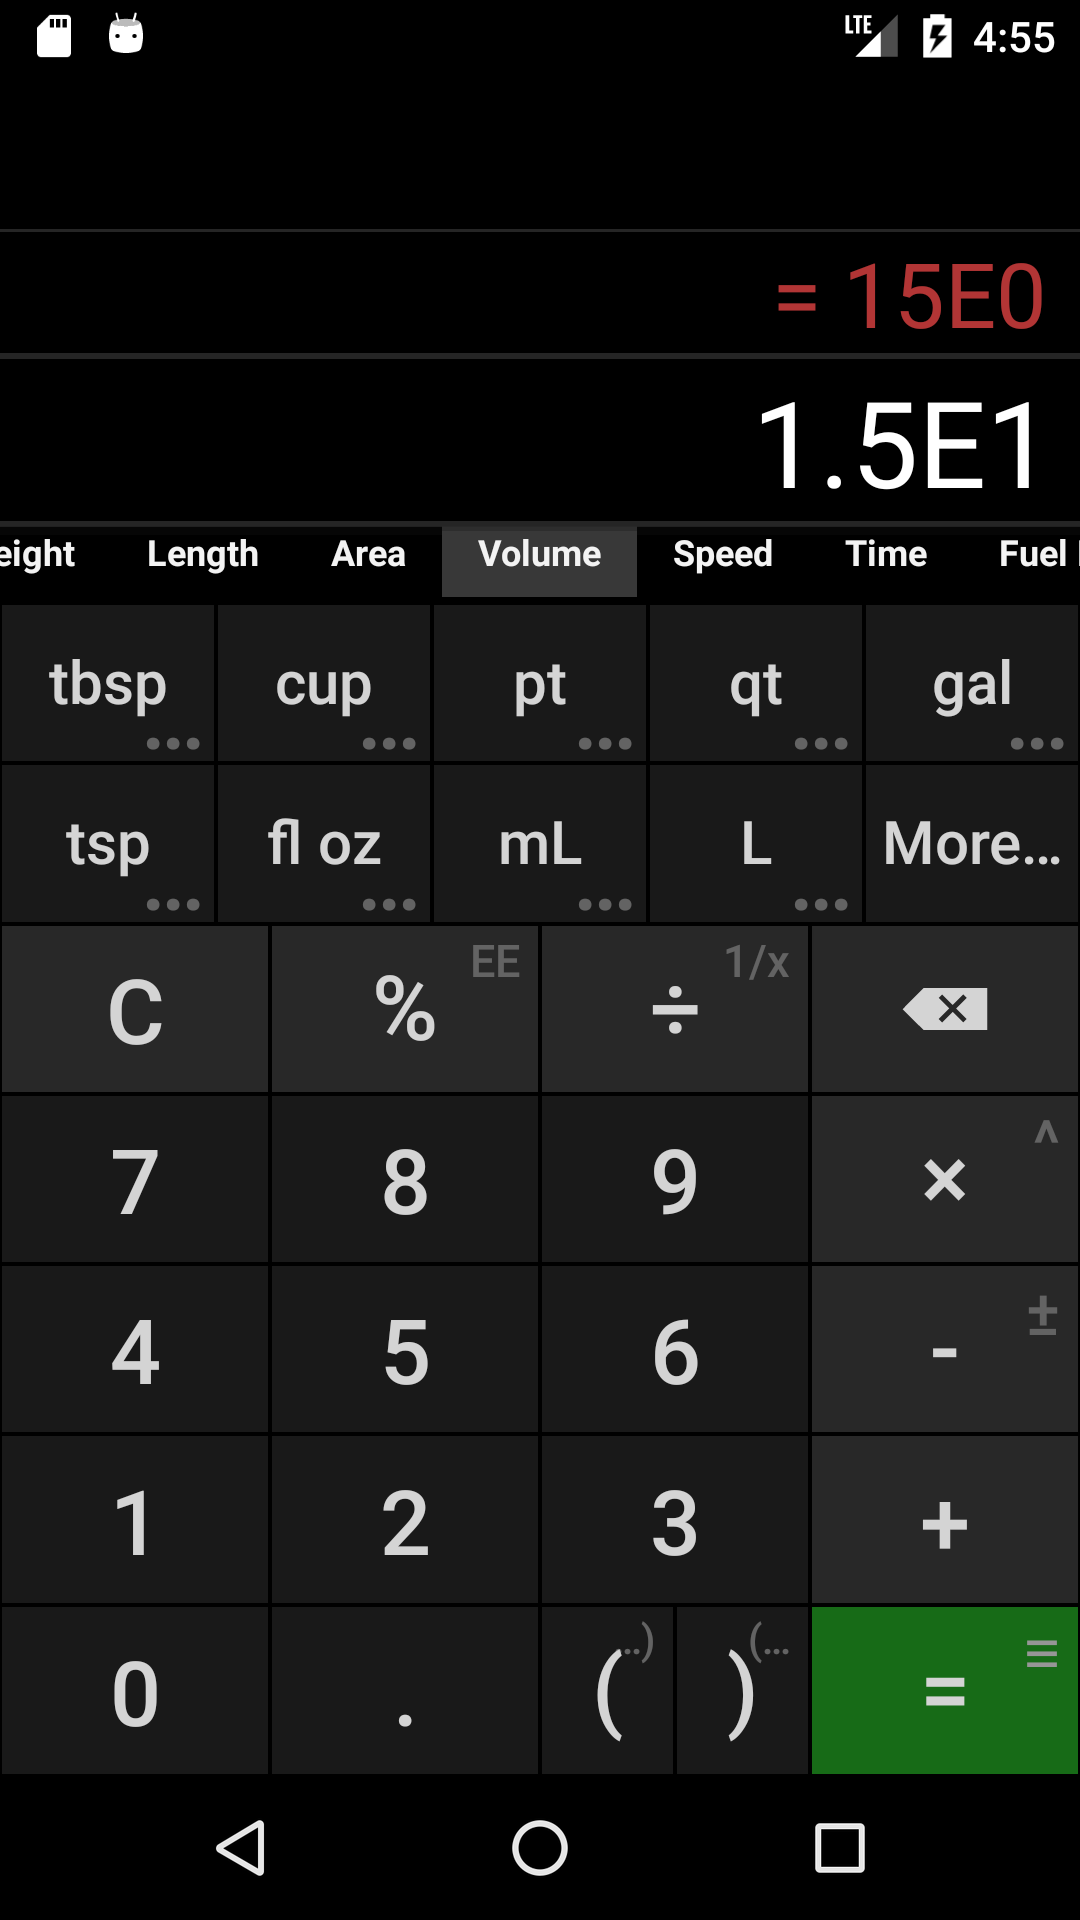 LTE 4:55
= 15E0
1.5E1
eight Length Area Volume Speed Time Fuel
tbsp cup pt qt gal
... ... ... ... ...
tsp fl oz mL L More...
... ... ... ...
C % EE ÷ 1/x
7 8 9 × ^
4 5 6 - ±
1 2 3 + 
0 . ( ..) ) (... =